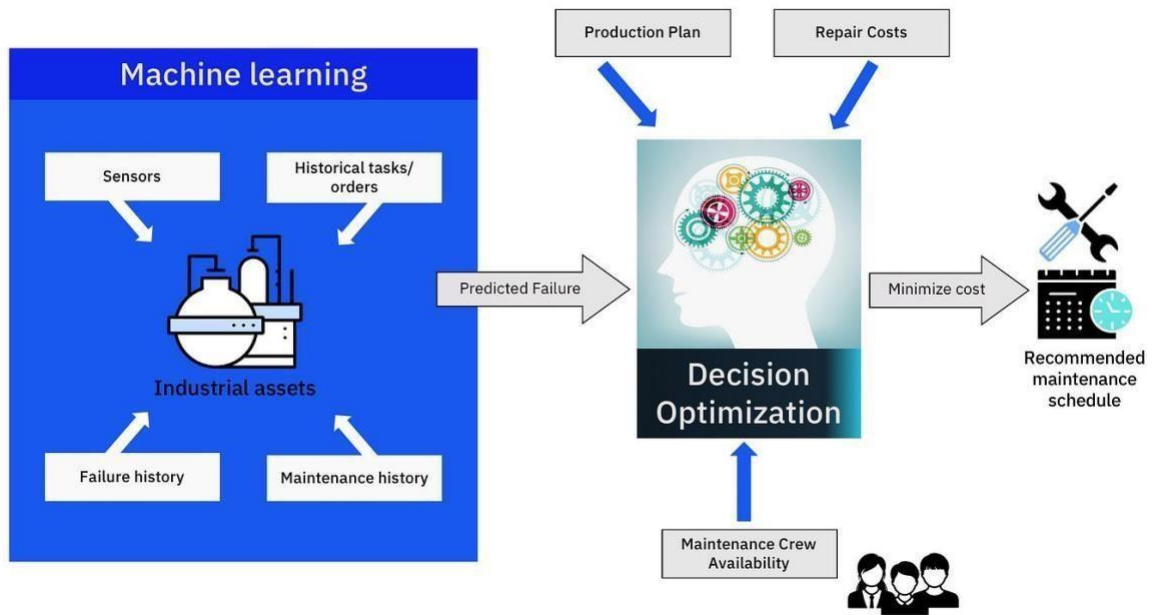 Production Plan
Repair Costs
Machine learning
Sensors
Historical tasks/
orders
Industrial assets
Failure history
Maintenance history
Predicted Failure
Decision
Optimization
Minimize cost
Recommended
maintenance
schedule
Maintenance Crew
Availability